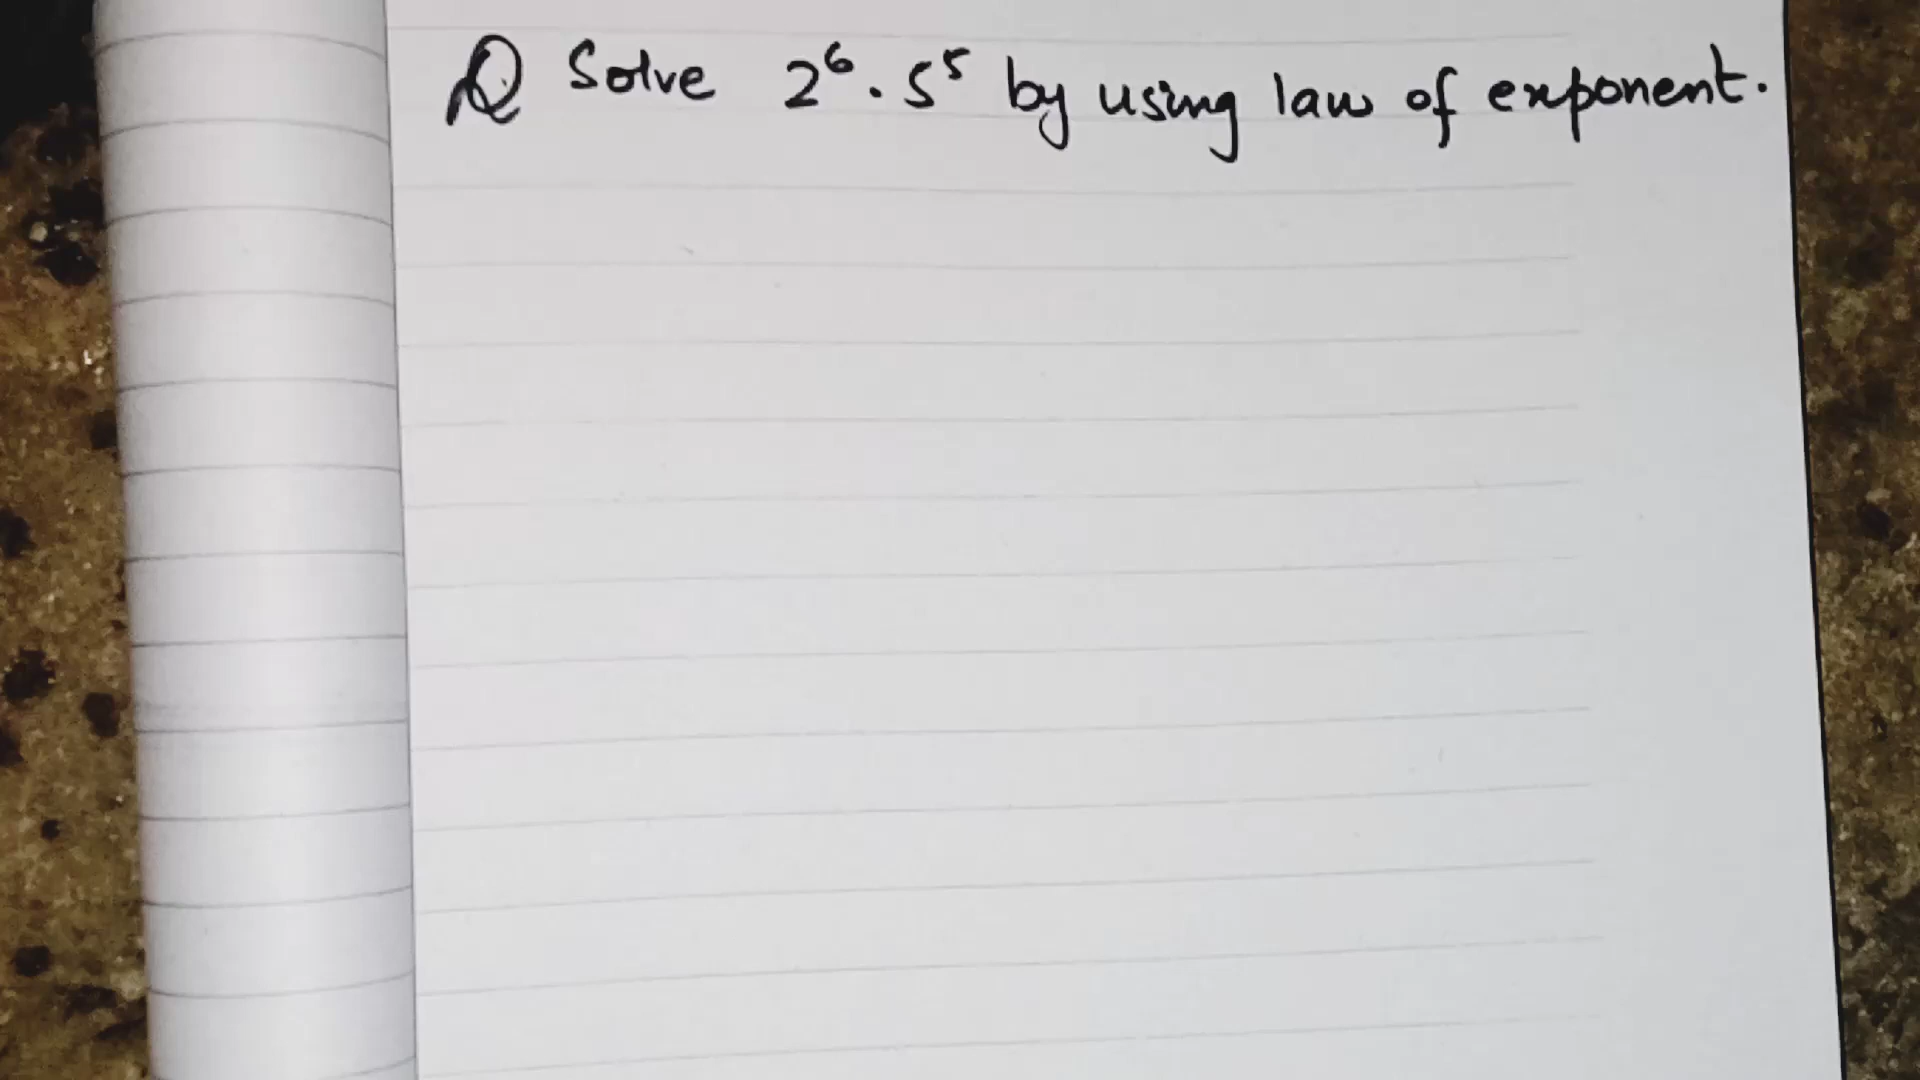 Q Solve 2⁶ · 5⁵ by using law of exponent.